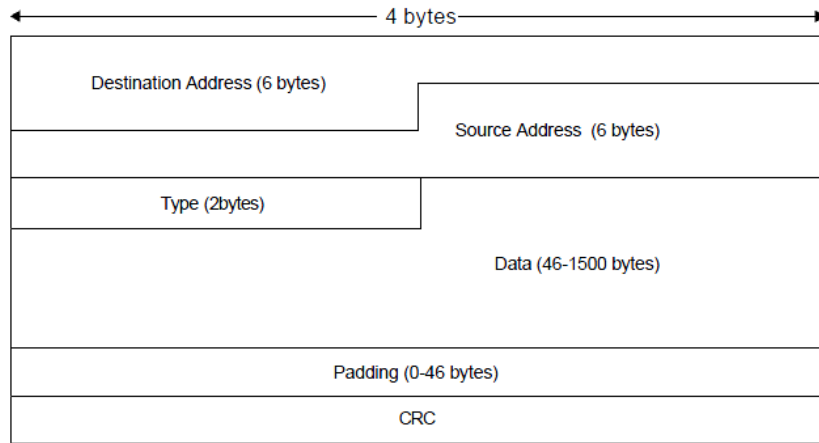 4 bytes
Destination Address (6 bytes)
Source Address (6 bytes)
Type (2bytes)
Data (46-1500 bytes)
Padding (0-46 bytes)
CRC